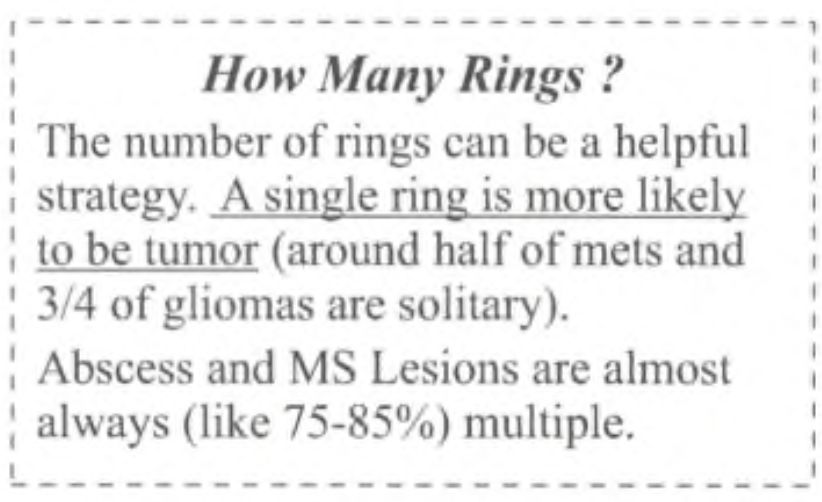 How Many Rings ?
The number of rings can be a helpful
strategy. A single ring is more likely
to be tumor (around half of mets and
3/4 of gliomas are solitary).
Abscess and MS Lesions are almost
always (like 75-85%) multiple.